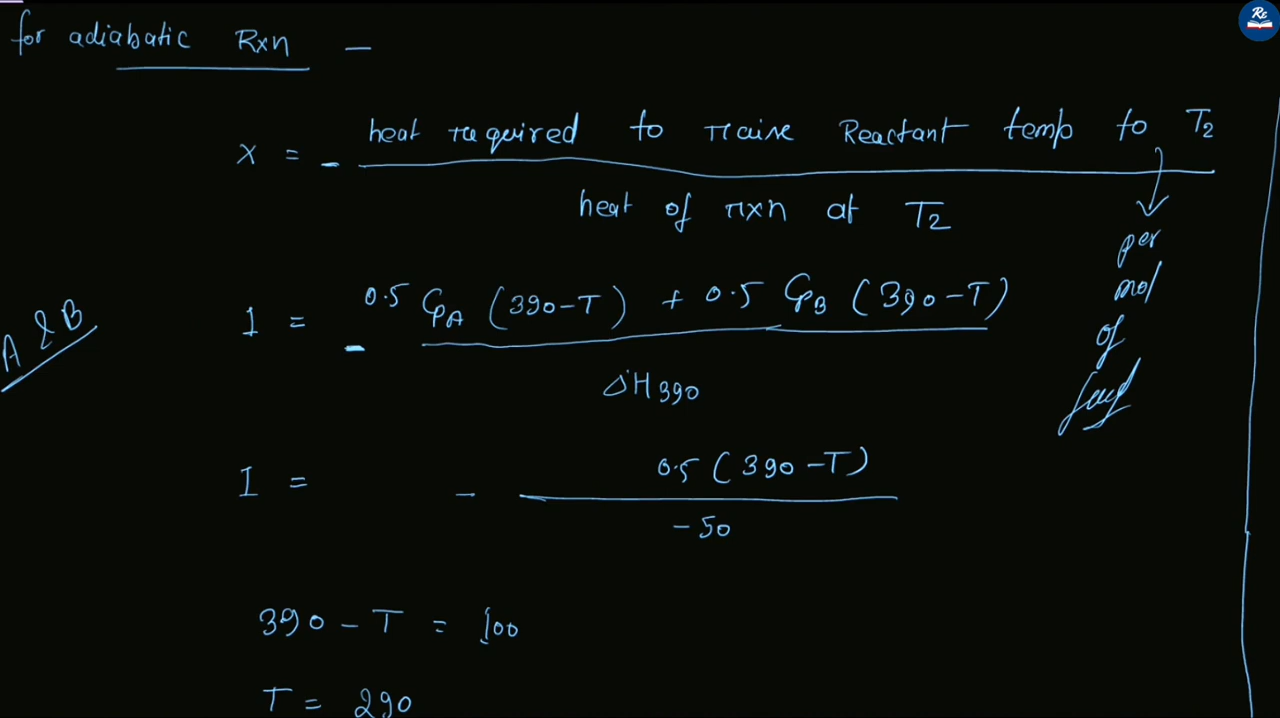 for adiabatic Rxn -
RE
x = - heat required to raise Reactant temp to T2 / heat of rxn at T2
per
mol
of
A & B
1 = - 0.5 CpA (390-T) + 0.5 CpB (390-T) / ΔH390
1 = - 0.5 (390-T) / -50
390 - T = 100
T = 290